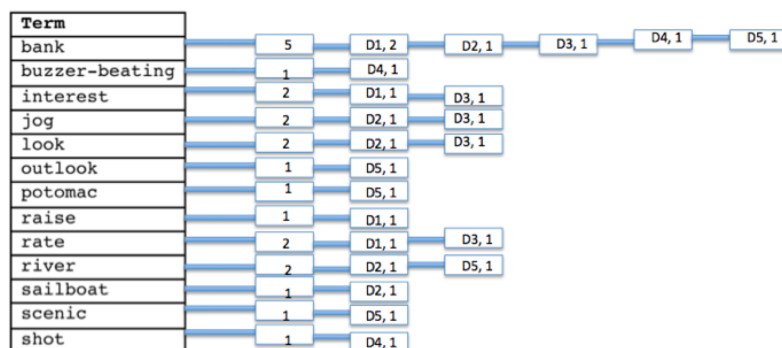 Term
bank 5 D1, 2 D2, 1 D3, 1 D4, 1 D5, 1
buzzer-beating 1 D4, 1
interest 2 D1, 1 D3, 1
jog 2 D2, 1 D3, 1
look 2 D2, 1 D3, 1
outlook 1 D5, 1
potomac 1 D5, 1
raise 1 D1, 1
rate 2 D1, 1 D3, 1
river 2 D2, 1 D5, 1
sailboat 1 D2, 1
scenic 1 D5, 1
shot 1 D4, 1